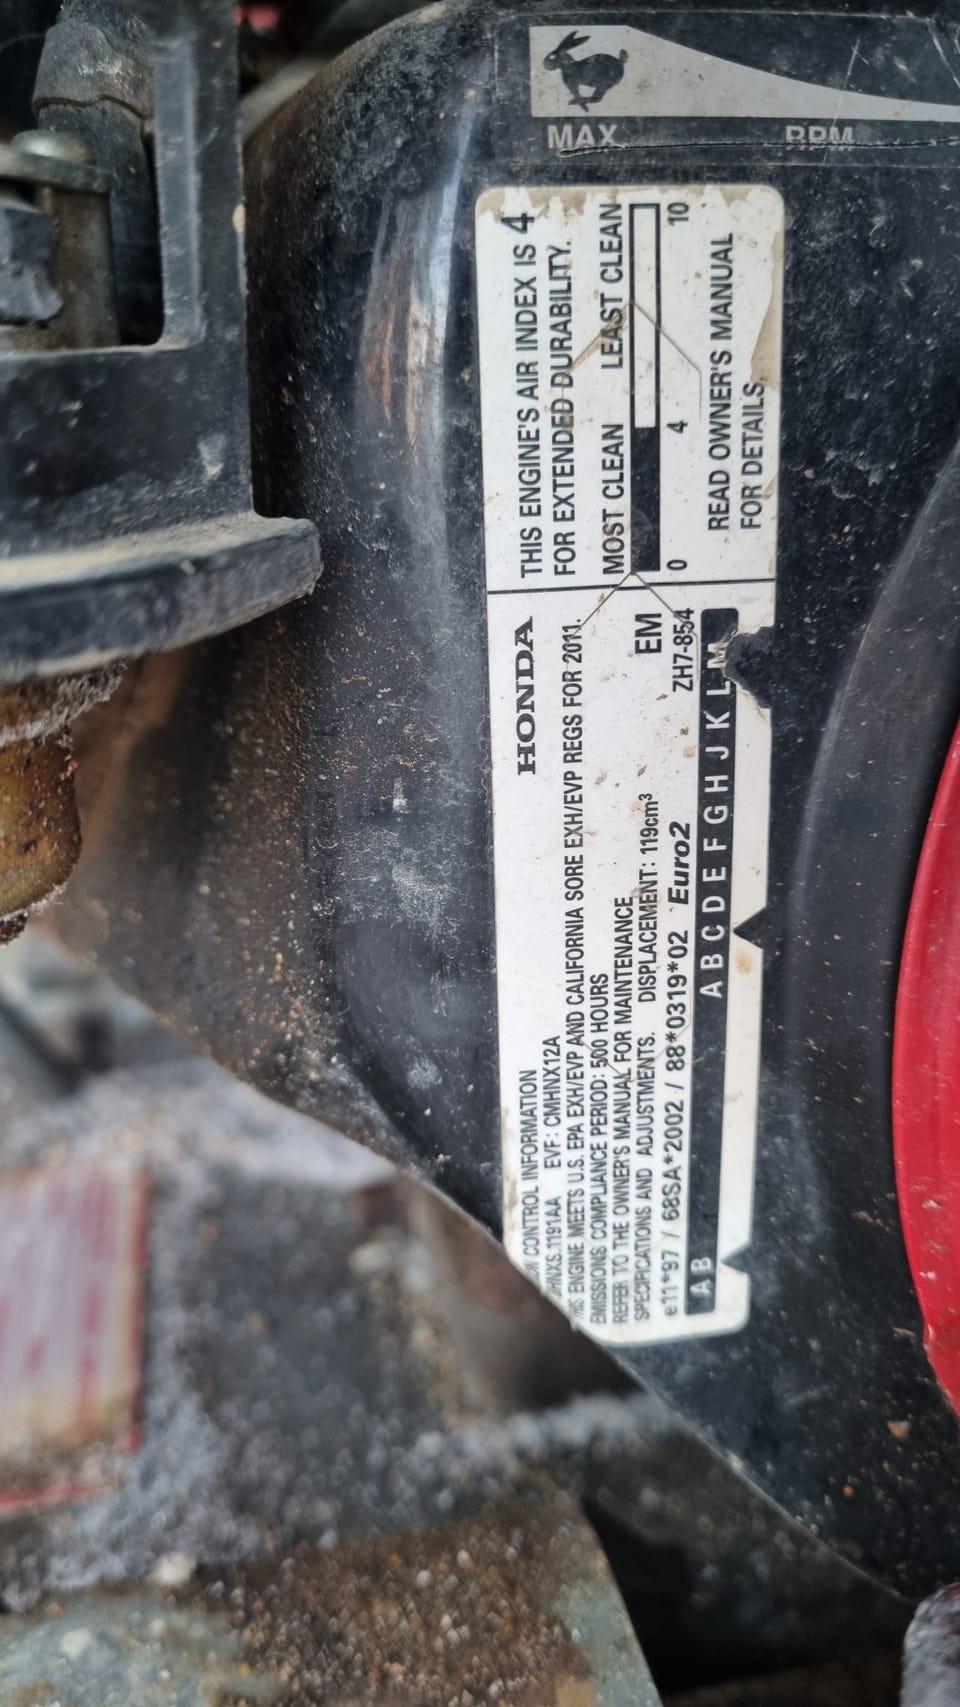 MAX RPM
THIS ENGINE'S AIR INDEX IS 4
FOR EXTENDED DURABILITY.
MOST CLEAN LEAST CLEAN
0 4 10
READ OWNER'S MANUAL
FOR DETAILS.
HONDA
CONTROL INFORMATION
1191AA EVF: CMHNX12A
ENGINE MEETS U.S. EPA EXH/EVP AND CALIFORNIA SORE EXH/EVP REGS FOR 2011.
EMISSIONS COMPLIANCE PERIOD: 500 HOURS
REFER TO THE OWNER'S MANUAL FOR MAINTENANCE
SPECIFICATIONS AND ADJUSTMENTS. DISPLACEMENT: 119cm³
EM
e11*97 / 68SA*2002 / 88*0319*02 Euro2 ZH7-854
A B A B C D E F G H J K L M